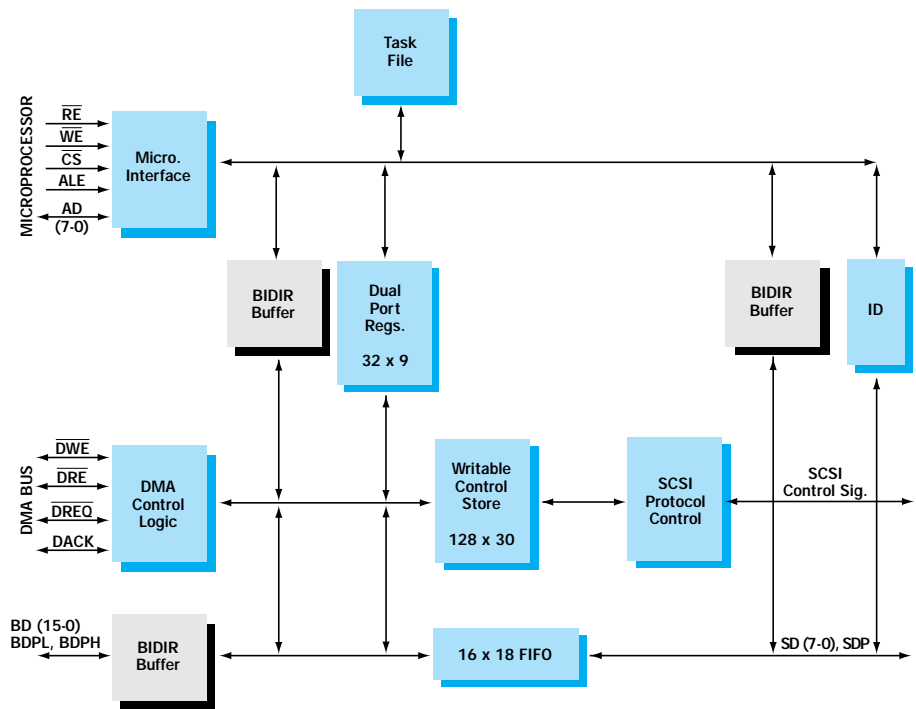 Task
File
MICROPROCESSOR
RE
WE
CS
ALE
AD
(7-0)
Micro.
Interface
BIDIR
Buffer
Dual
Port
Regs.
32 x 9
BIDIR
Buffer
ID
DMA BUS
DWE
DRE
DREQ
DACK
DMA
Control
Logic
Writable
Control
Store
128 x 30
SCSI
Protocol
Control
SCSI
Control Sig.
BD (15-0)
BDPL, BDPH
BIDIR
Buffer
16 x 18 FIFO
SD (7-0), SDP